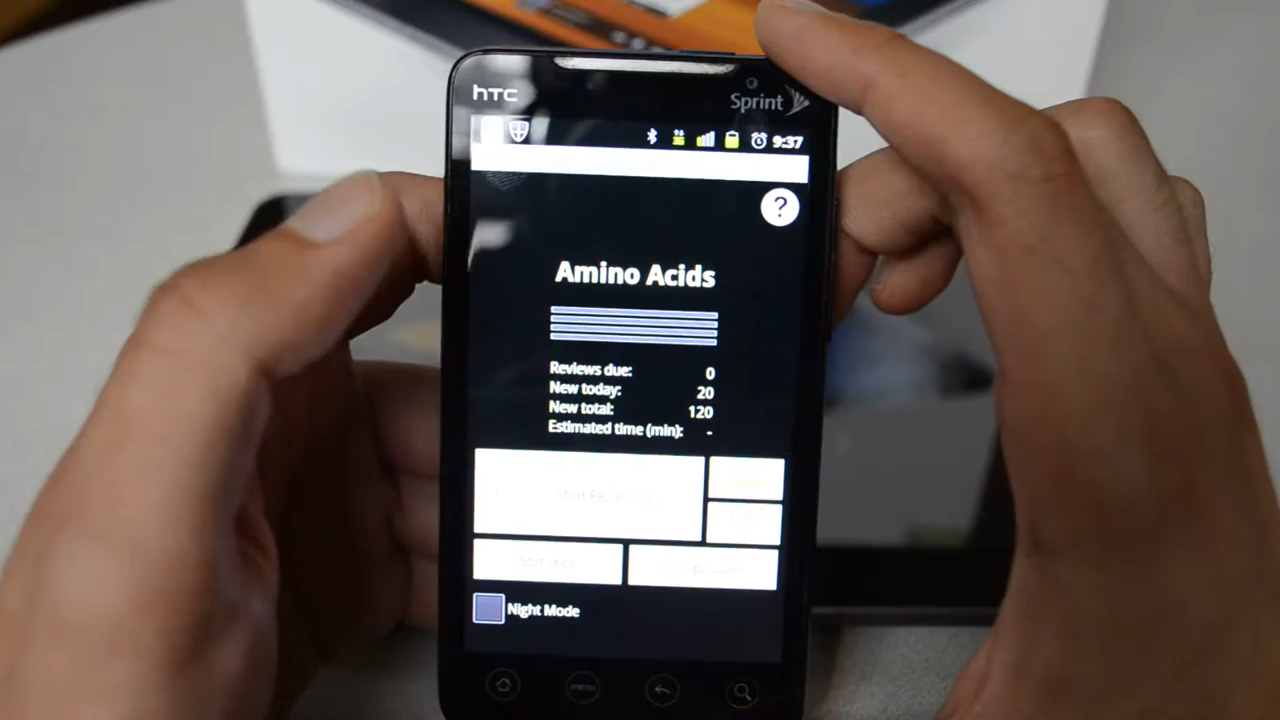 hTC
Sprint
9:37
?
Amino Acids
Reviews due: 0
New today: 20
New total: 120
Estimated time (min): -
Night Mode
MENU